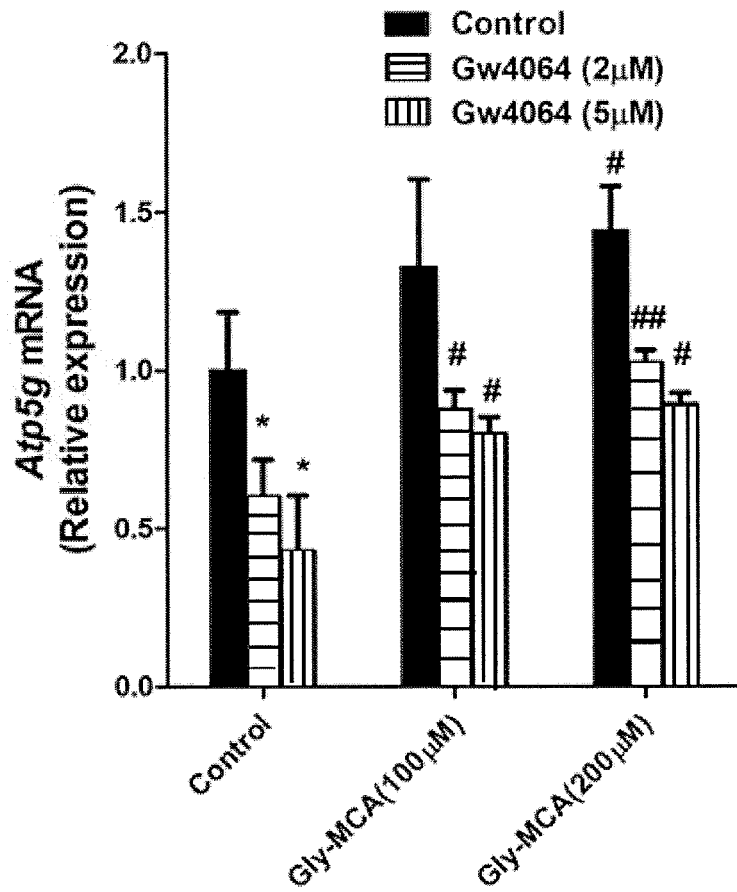 Control
Gw4064 (2μM)
Gw4064 (5μM)
Atp5g mRNA
(Relative expression)
2.0
1.5
1.0
0.5
0.0
*
*
#
#
#
##
#
Control
Gly-MCA(100μM)
Gly-MCA(200μM)